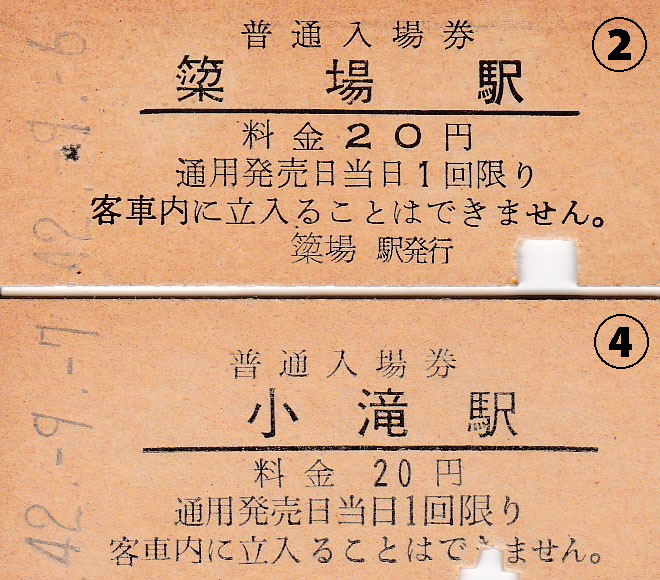 普通入場券
②
簗場駅
料金20円
通用発売日当日1回限り
客車内に立入ることはできません。
簗場 駅発行
42.-9.-6
普通入場券
④
小滝駅
料金 20円
通用発売日当日1回限り
客車内に立入ることはできません。
42.-9.-7